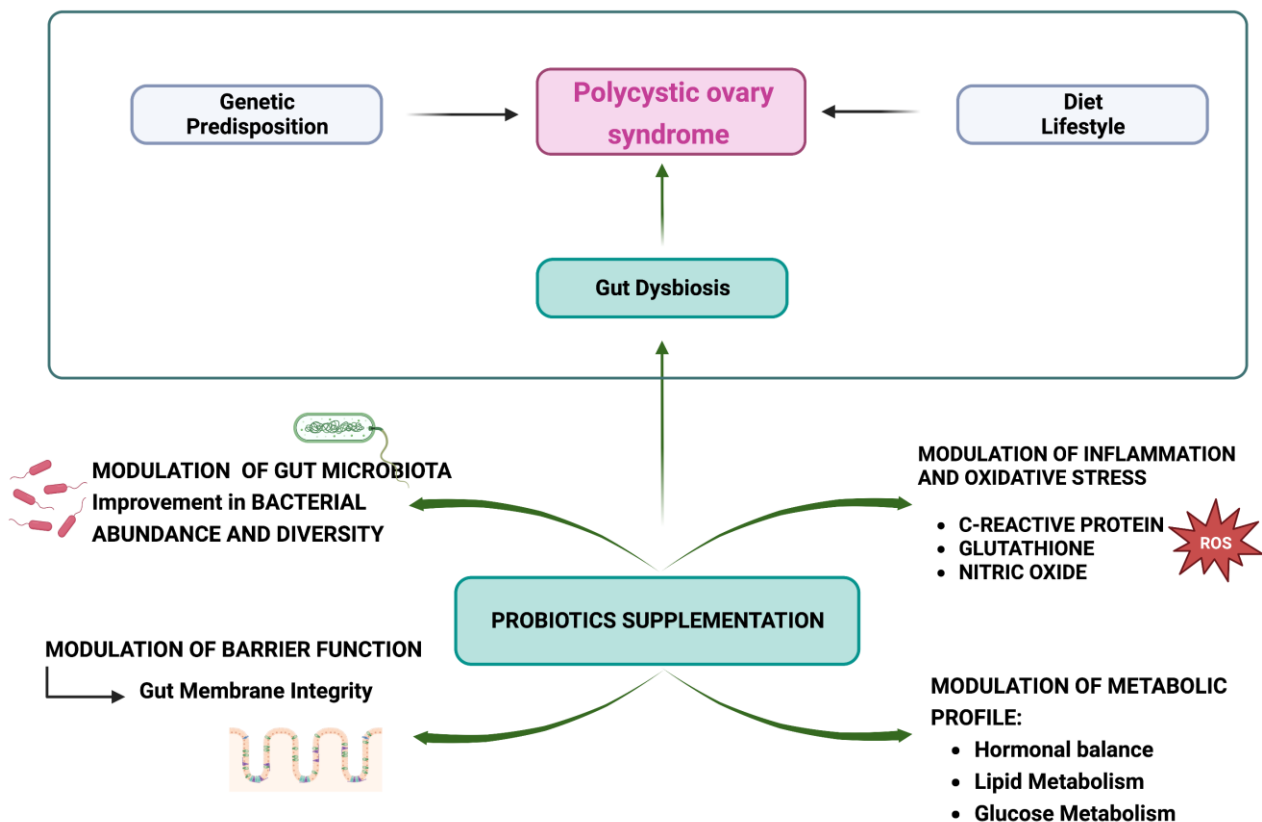 Genetic
Predisposition
Polycystic ovary
syndrome
Diet
Lifestyle
Gut Dysbiosis
MODULATION OF GUT MICROBIOTA
Improvement in BACTERIAL
ABUNDANCE AND DIVERSITY
MODULATION OF INFLAMMATION
AND OXIDATIVE STRESS
• C-REACTIVE PROTEIN
• GLUTATHIONE
• NITRIC OXIDE
ROS
PROBIOTICS SUPPLEMENTATION
MODULATION OF BARRIER FUNCTION
Gut Membrane Integrity
MODULATION OF METABOLIC
PROFILE:
• Hormonal balance
• Lipid Metabolism
• Glucose Metabolism